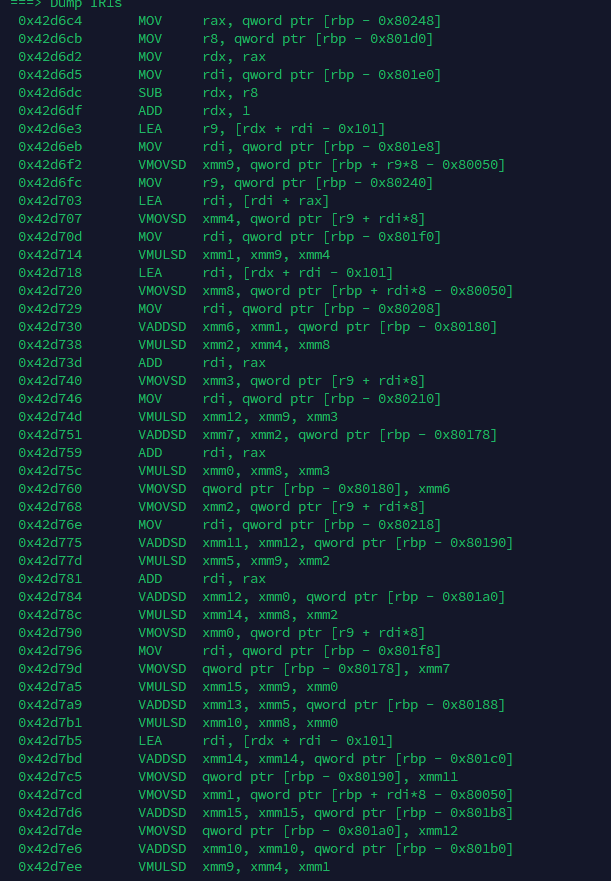 ===> Dump IRIs
0x42d6c4 MOV rax, qword ptr [rbp - 0x80248]
0x42d6cb MOV r8, qword ptr [rbp - 0x801d0]
0x42d6d2 MOV rdx, rax
0x42d6d5 MOV rdi, qword ptr [rbp - 0x801e0]
0x42d6dc SUB rdx, r8
0x42d6df ADD rdx, 1
0x42d6e3 LEA r9, [rdx + rdi - 0x101]
0x42d6eb MOV rdi, qword ptr [rbp - 0x801e8]
0x42d6f2 VMOVSD xmm9, qword ptr [rbp + r9*8 - 0x80050]
0x42d6fc MOV r9, qword ptr [rbp - 0x80240]
0x42d703 LEA rdi, [rdi + rax]
0x42d707 VMOVSD xmm4, qword ptr [r9 + rdi*8]
0x42d70d MOV rdi, qword ptr [rbp - 0x801f0]
0x42d714 VMULSD xmm1, xmm9, xmm4
0x42d718 LEA rdi, [rdx + rdi - 0x101]
0x42d720 VMOVSD xmm8, qword ptr [rbp + rdi*8 - 0x80050]
0x42d729 MOV rdi, qword ptr [rbp - 0x80208]
0x42d730 VADDSD xmm6, xmm1, qword ptr [rbp - 0x80180]
0x42d738 VMULSD xmm2, xmm4, xmm8
0x42d73d ADD rdi, rax
0x42d740 VMOVSD xmm3, qword ptr [r9 + rdi*8]
0x42d746 MOV rdi, qword ptr [rbp - 0x80210]
0x42d74d VMULSD xmm12, xmm9, xmm3
0x42d751 VADDSD xmm7, xmm2, qword ptr [rbp - 0x80178]
0x42d759 ADD rdi, rax
0x42d75c VMULSD xmm0, xmm8, xmm3
0x42d760 VMOVSD qword ptr [rbp - 0x80180], xmm6
0x42d768 VMOVSD xmm2, qword ptr [r9 + rdi*8]
0x42d76e MOV rdi, qword ptr [rbp - 0x80218]
0x42d775 VADDSD xmm11, xmm12, qword ptr [rbp - 0x80190]
0x42d77d VMULSD xmm5, xmm9, xmm2
0x42d781 ADD rdi, rax
0x42d784 VADDSD xmm12, xmm0, qword ptr [rbp - 0x801a0]
0x42d78c VMULSD xmm14, xmm8, xmm2
0x42d790 VMOVSD xmm0, qword ptr [r9 + rdi*8]
0x42d796 MOV rdi, qword ptr [rbp - 0x801f8]
0x42d79d VMOVSD qword ptr [rbp - 0x80178], xmm7
0x42d7a5 VMULSD xmm15, xmm9, xmm0
0x42d7a9 VADDSD xmm13, xmm5, qword ptr [rbp - 0x80188]
0x42d7b1 VMULSD xmm10, xmm8, xmm0
0x42d7b5 LEA rdi, [rdx + rdi - 0x101]
0x42d7bd VADDSD xmm14, xmm14, qword ptr [rbp - 0x801c0]
0x42d7c5 VMOVSD qword ptr [rbp - 0x80190], xmm11
0x42d7cd VMOVSD xmm1, qword ptr [rbp + rdi*8 - 0x80050]
0x42d7d6 VADDSD xmm15, xmm15, qword ptr [rbp - 0x801b8]
0x42d7de VMOVSD qword ptr [rbp - 0x801a0], xmm12
0x42d7e6 VADDSD xmm10, xmm10, qword ptr [rbp - 0x801b0]
0x42d7ee VMULSD xmm9, xmm4, xmm1